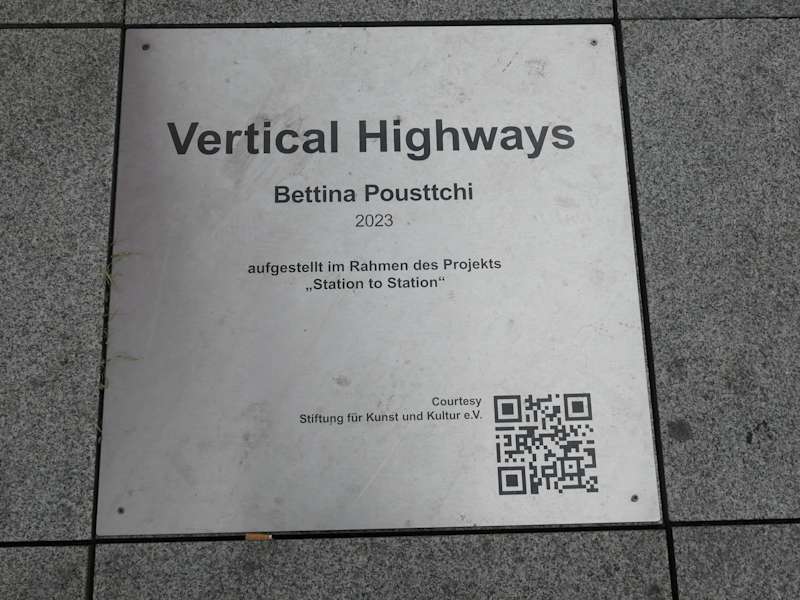 Vertical Highways
Bettina Pousttchi
2023
aufgestellt im Rahmen des Projekts
„Station to Station“
Courtesy
Stiftung für Kunst und Kultur e.V.